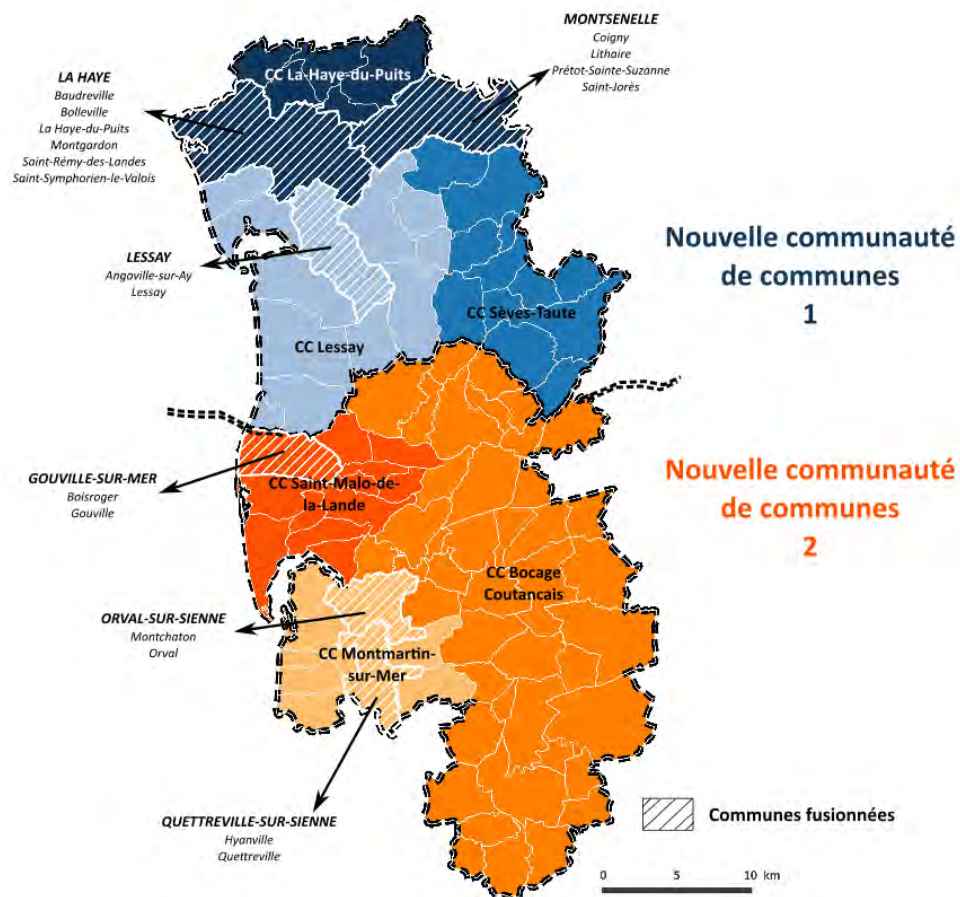 MONTSENELLE
Coigny
Lithaire
Prétot-Sainte-Suzanne
Saint-Jorès
CC La-Haye-du-Puits
LA HAYE
Baudreville
Bolleville
La Haye-du-Puits
Montgardon
Saint-Rémy-des-Landes
Saint-Symphorien-le-Valois
Nouvelle communauté
de communes
1
LESSAY
Angoville-sur-Ay
Lessay
CC Sèves-Taute
CC Lessay
GOUVILLE-SUR-MER
Boisroger
Gouville
CC Saint-Malo-de-
la-Lande
Nouvelle communauté
de communes
2
CC Bocage
Coutancais
ORVAL-SUR-SIENNE
Montchaton
Orval
CC Montmartin-
sur-Mer
QUETTREVILLE-SUR-SIENNE
Hyanville
Quettreville
Communes fusionnées
0 5 10 km